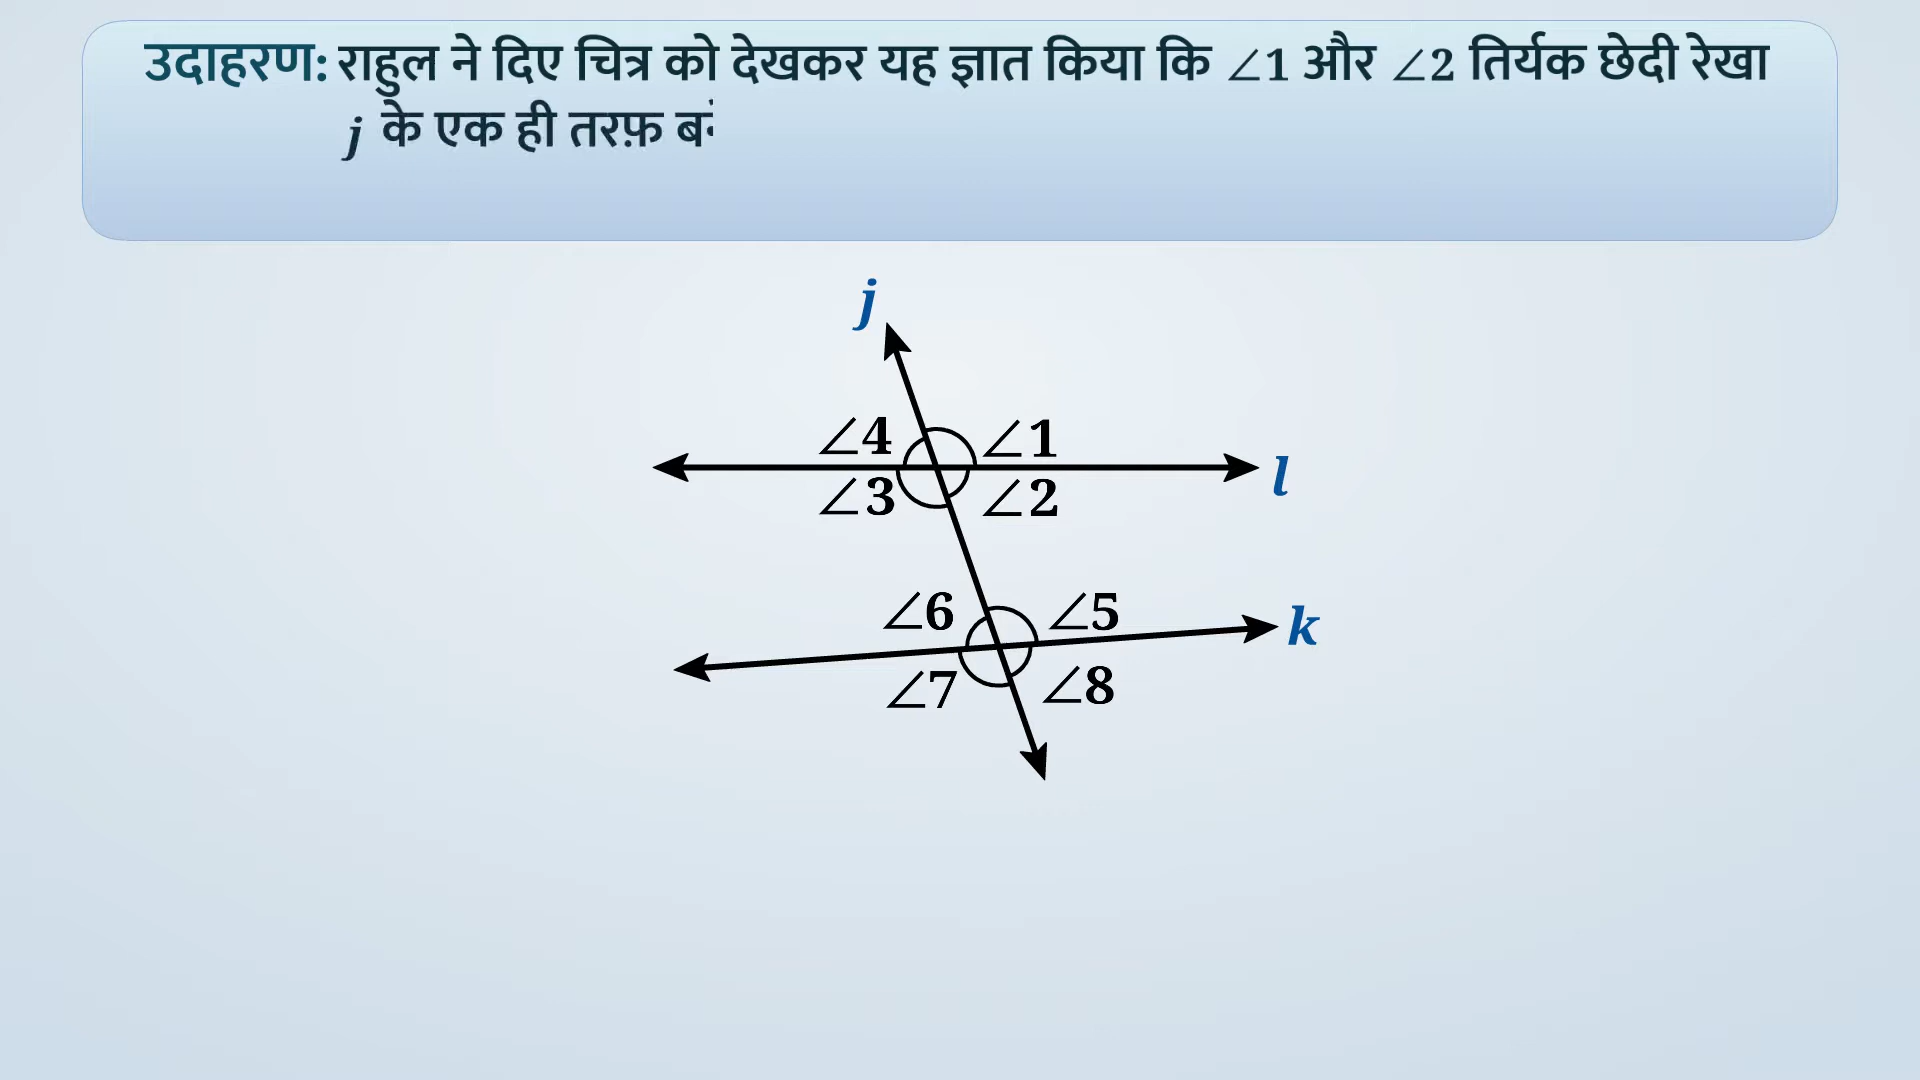 उदाहरण: राहुल ने दिए चित्र को देखकर यह ज्ञात किया कि ∠1 और ∠2 तिर्यक छेदी रेखा
j के एक ही तरफ़
j
∠4 ∠1
l
∠3 ∠2
∠6 ∠5
k
∠7 ∠8